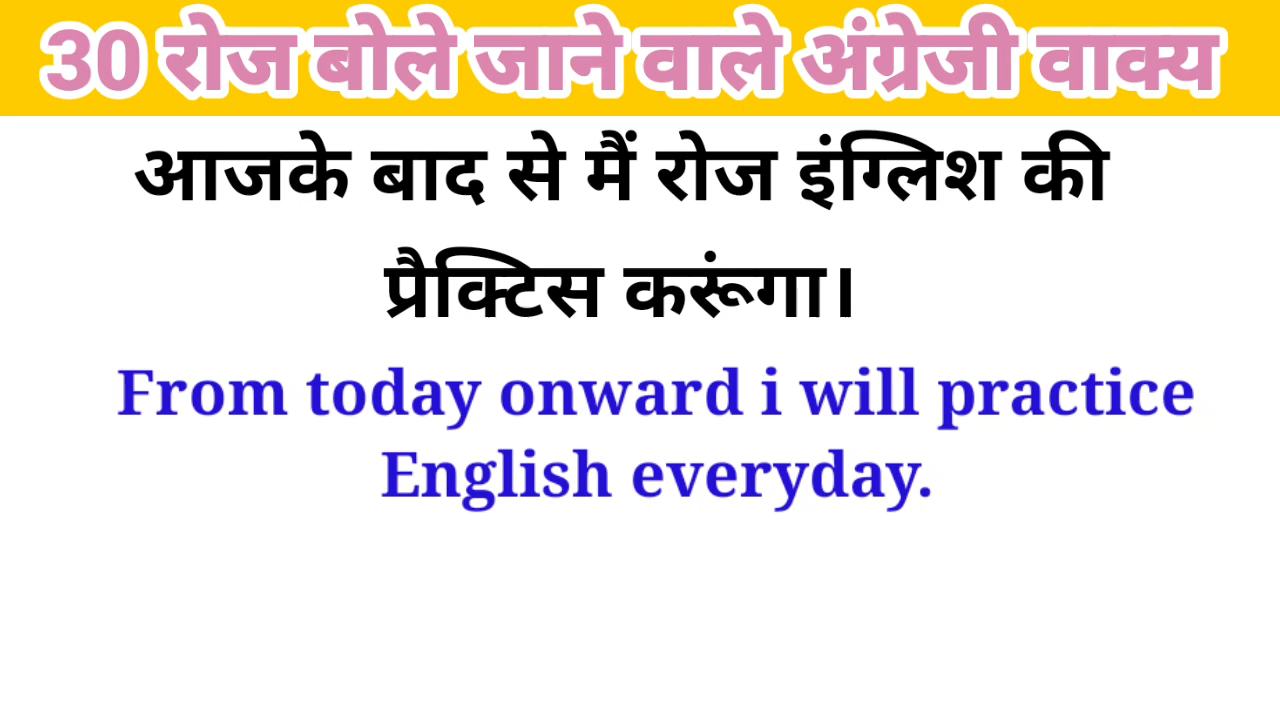 30 रोज बोले जाने वाले अंग्रेजी वाक्य
आजके बाद से मैं रोज इंग्लिश की
प्रैक्टिस करूंगा।
From today onward i will practice
English everyday.